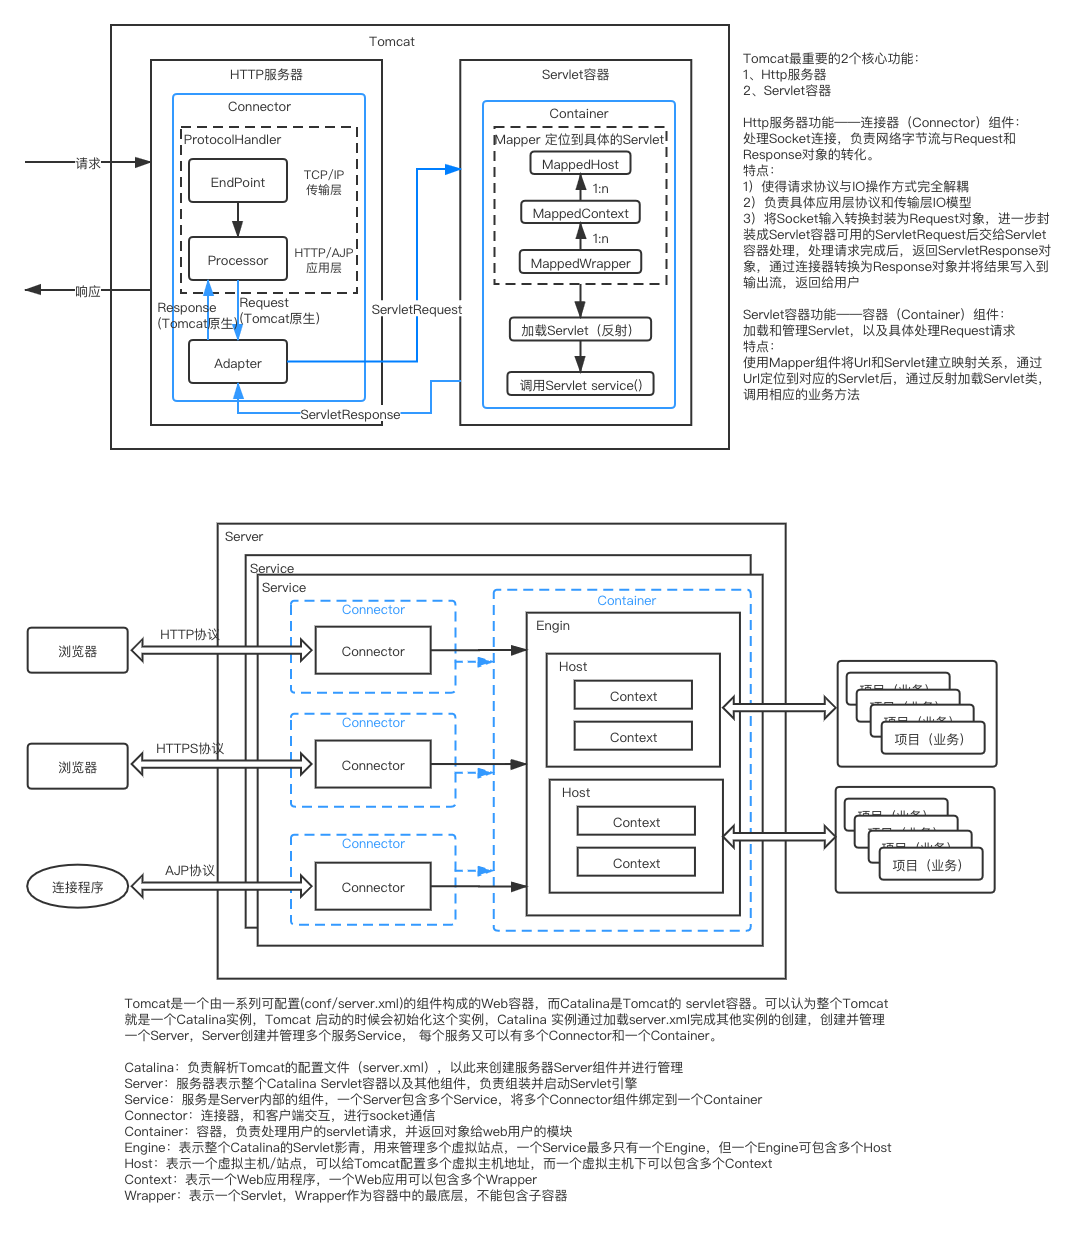 Tomcat
HTTP服务器
Connector
ProtocolHandler
EndPoint
TCP/IP
传输层
Processor
HTTP/AJP
应用层
Response
(Tomcat原生)
Request
(Tomcat原生)
Adapter
请求
响应
ServletRequest
ServletResponse
Servlet容器
Container
Mapper 定位到具体的Servlet
MappedHost
1:n
MappedContext
1:n
MappedWrapper
加载Servlet（反射）
调用Servlet service()
Tomcat最重要的2个核心功能：
1、Http服务器
2、Servlet容器
Http服务器功能——连接器（Connector）组件：
处理Socket连接，负责网络字节流与Request和
Response对象的转化。
特点：
1）使得请求协议与IO操作方式完全解耦
2）负责具体应用层协议和传输层IO模型
3）将Socket输入转换封装为Request对象，进一步封
装成Servlet容器可用的ServletRequest后交给Servlet
容器处理，处理请求完成后，返回ServletResponse对
象，通过连接器转换为Response对象并将结果写入到
输出流，返回给用户
Servlet容器功能——容器（Container）组件：
加载和管理Servlet，以及具体处理Request请求
特点：
使用Mapper组件将Url和Servlet建立映射关系，通过
Url定位到对应的Servlet后，通过反射加载Servlet类，
调用相应的业务方法
Server
Service
Service
Connector
Connector
Connector
Connector
Connector
Connector
Container
Engin
Host
Context
Context
Host
Context
Context
浏览器
HTTP协议
浏览器
HTTPS协议
连接程序
AJP协议
项目（业务）
项目（业务）
项目（业务）
项目（业务）
项目（业务）
项目（业务）
项目（业务）
项目（业务）
Tomcat是一个由一系列可配置(conf/server.xml)的组件构成的Web容器，而Catalina是Tomcat的 servlet容器。可以认为整个Tomcat
就是一个Catalina实例，Tomcat 启动的时候会初始化这个实例，Catalina 实例通过加载server.xml完成其他实例的创建，创建并管理
一个Server，Server创建并管理多个服务Service， 每个服务又可以有多个Connector和一个Container。
Catalina：负责解析Tomcat的配置文件（server.xml），以此来创建服务器Server组件并进行管理
Server：服务器表示整个Catalina Servlet容器以及其他组件，负责组装并启动Servlet引擎
Service：服务是Server内部的组件，一个Server包含多个Service，将多个Connector组件绑定到一个Container
Connector：连接器，和客户端交互，进行socket通信
Container：容器，负责处理用户的servlet请求，并返回对象给web用户的模块
Engine：表示整个Catalina的Servlet影青，用来管理多个虚拟站点，一个Service最多只有一个Engine，但一个Engine可包含多个Host
Host：表示一个虚拟主机/站点，可以给Tomcat配置多个虚拟主机地址，而一个虚拟主机下可以包含多个Context
Context：表示一个Web应用程序，一个Web应用可以包含多个Wrapper
Wrapper：表示一个Servlet，Wrapper作为容器中的最底层，不能包含子容器